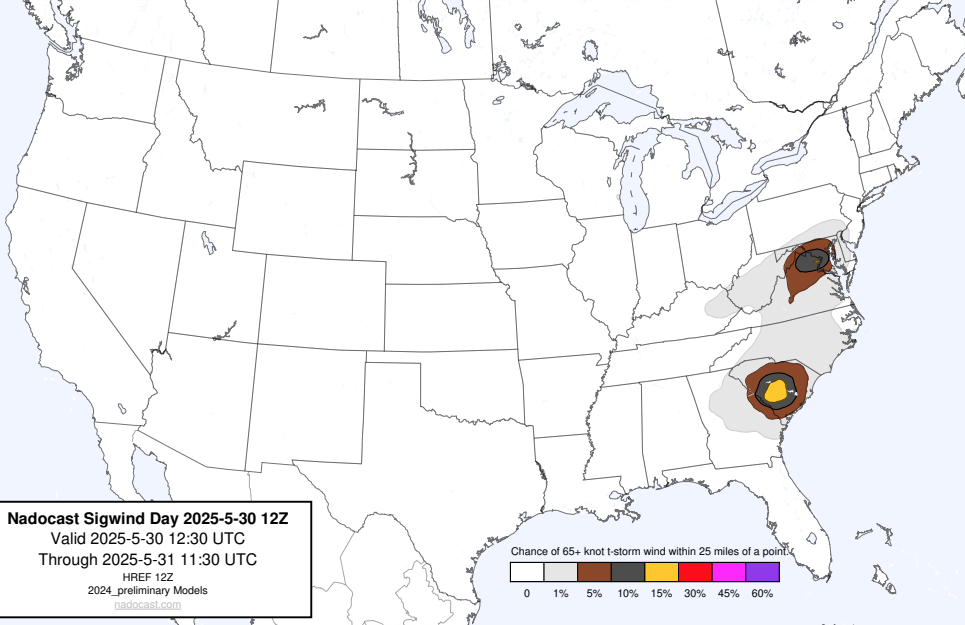 Nadocast Sigwind Day 2025-5-30 12Z
Valid 2025-5-30 12:30 UTC
Through 2025-5-31 11:30 UTC
HREF 12Z
2024_preliminary Models
nadocast.com
Chance of 65+ knot t-storm wind within 25 miles of a point.
0 1% 5% 10% 15% 30% 45% 60%